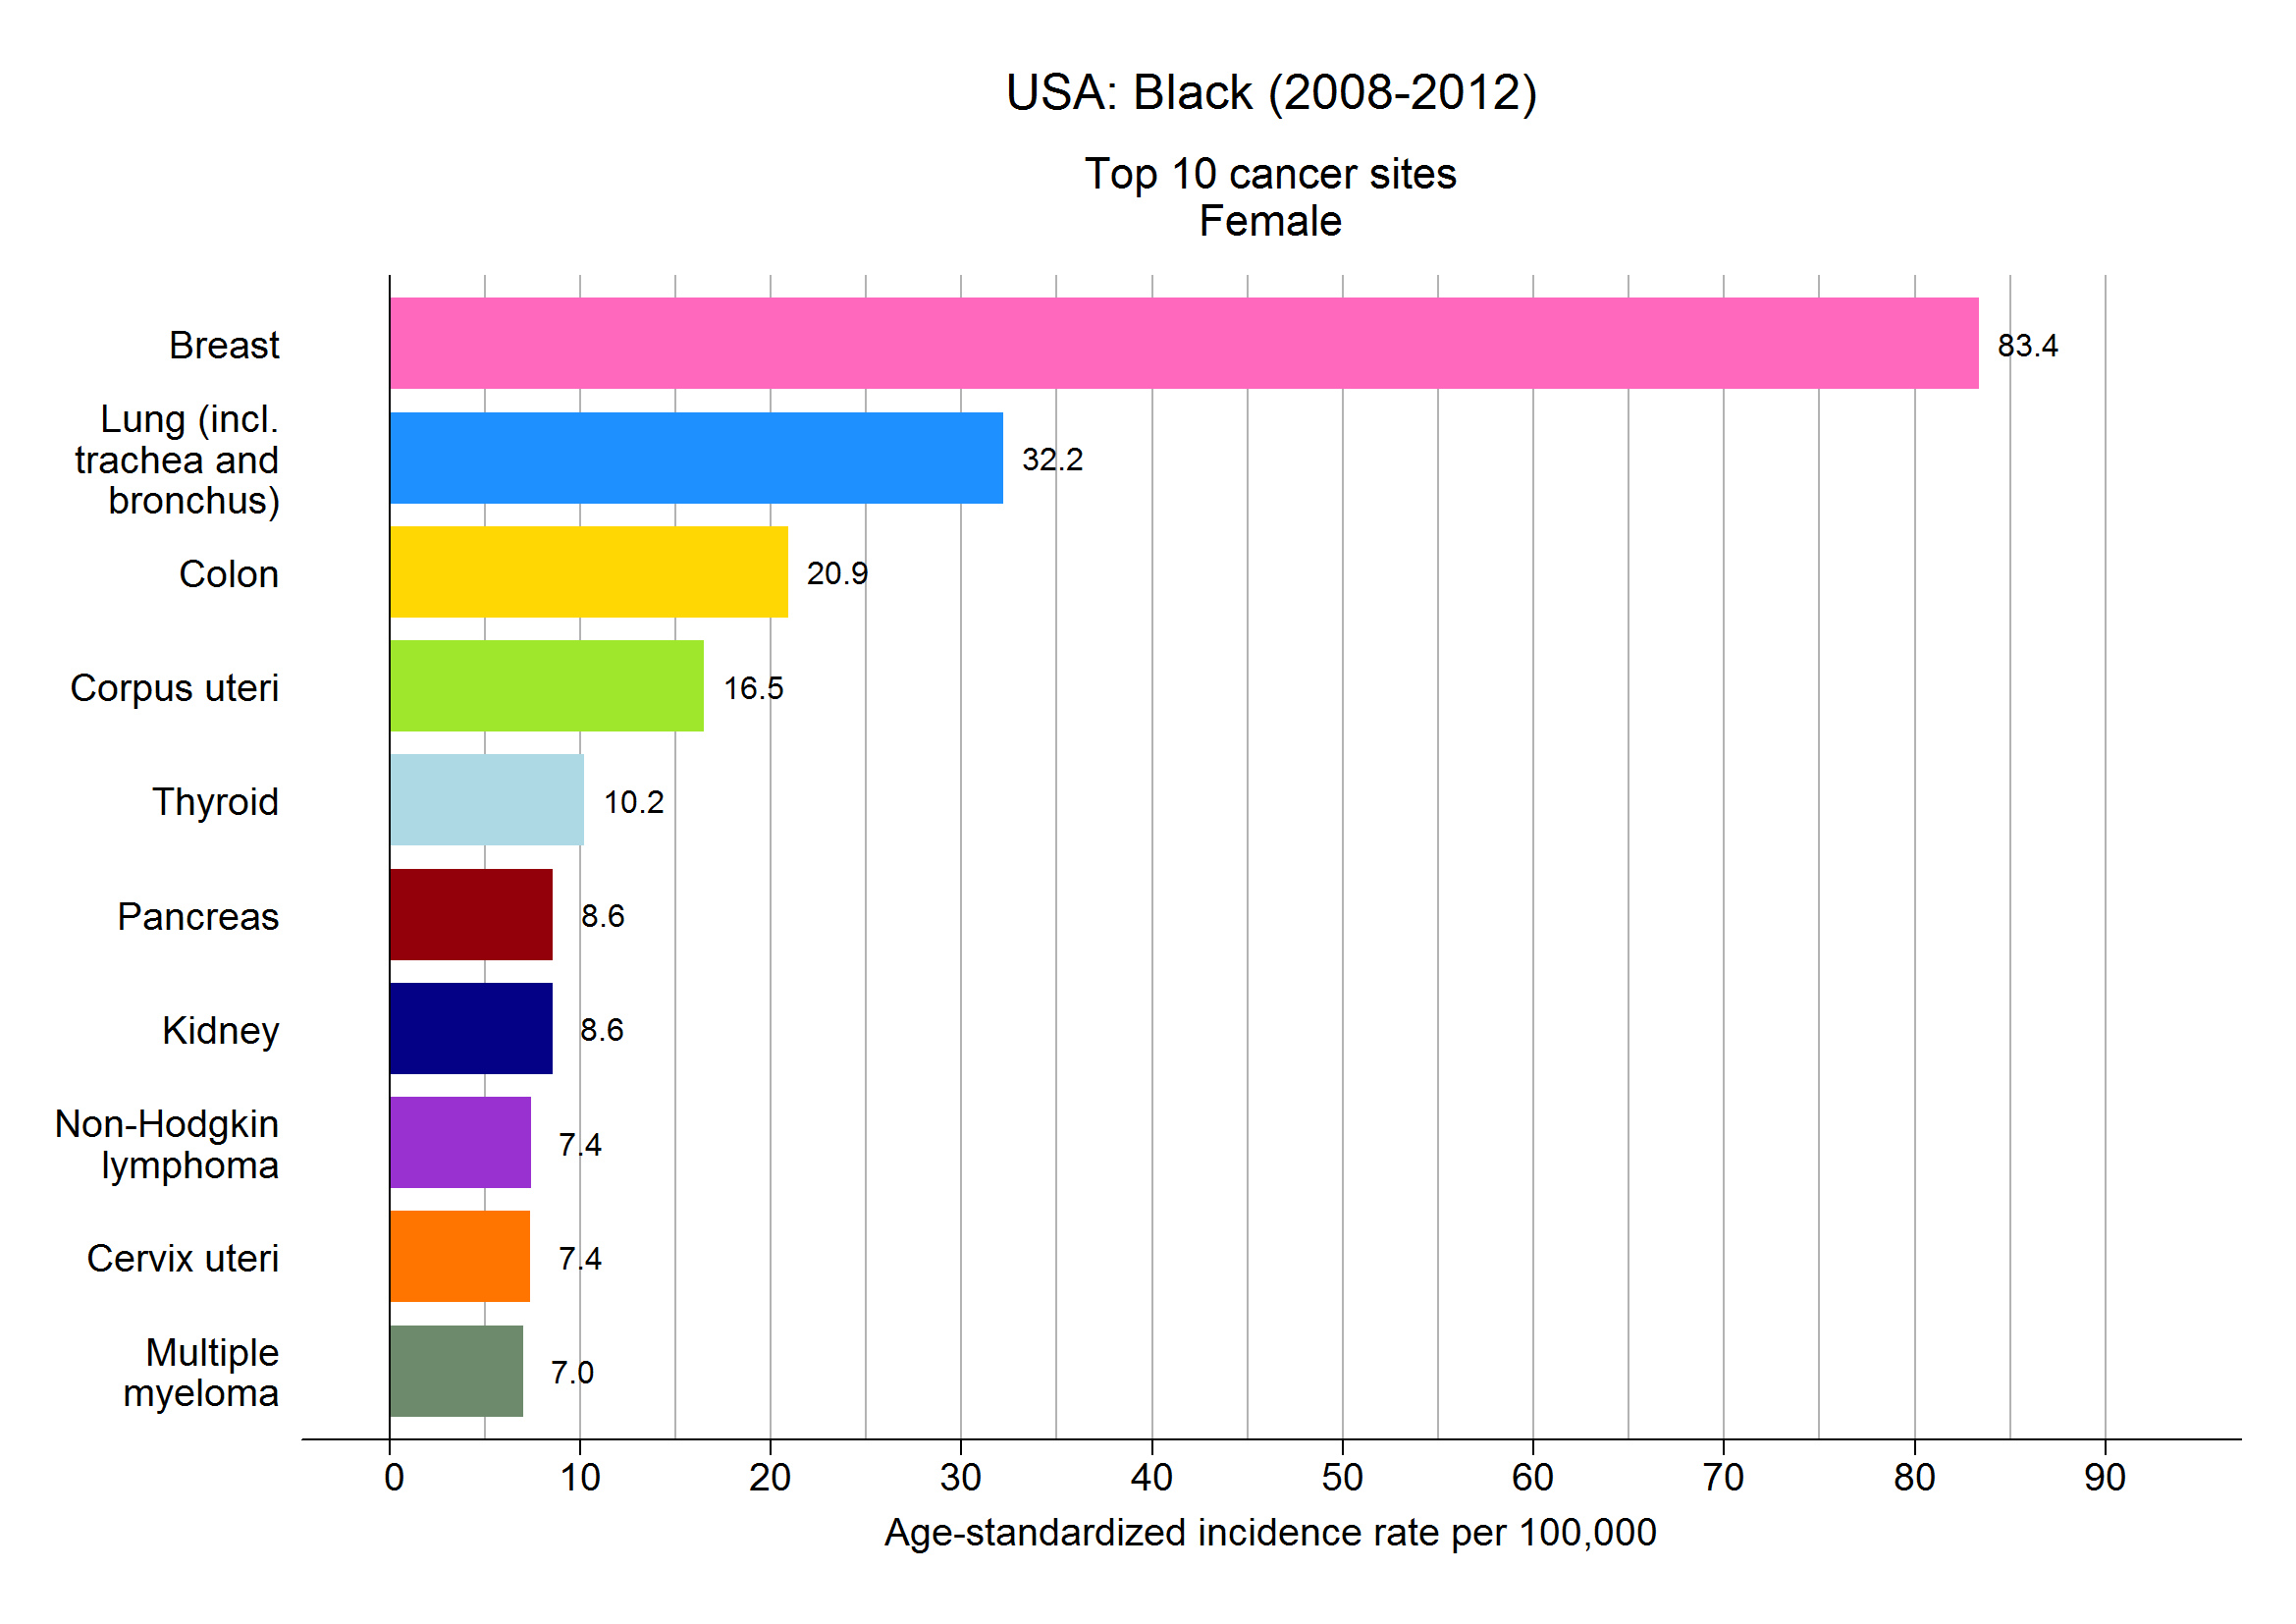 USA: Black (2008-2012)
Top 10 cancer sites
Female
Breast
83.4
Lung (incl.
trachea and
bronchus)
32.2
Colon
20.9
Corpus uteri
16.5
Thyroid
10.2
Pancreas
8.6
Kidney
8.6
Non-Hodgkin
lymphoma
7.4
Cervix uteri
7.4
Multiple
myeloma
7.0
0 10 20 30 40 50 60 70 80 90
Age-standardized incidence rate per 100,000